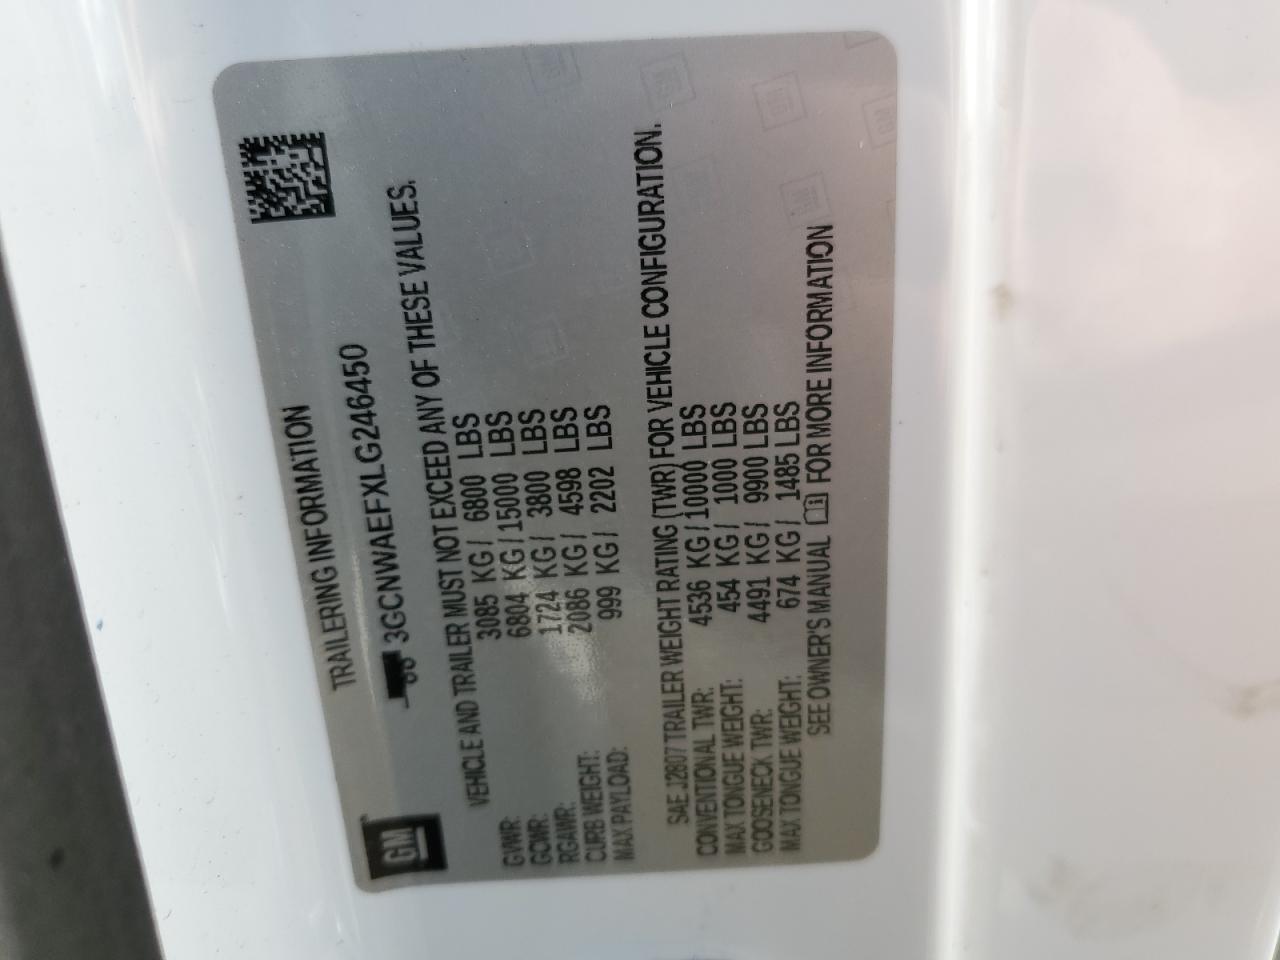 TRAILERING INFORMATION
3GCNWAEFXLG246450
GM
VEHICLE AND TRAILER MUST NOT EXCEED ANY OF THESE VALUES.
GVWR: 3085 KG / 6800 LBS
GCWR: 6804 KG / 15000 LBS
RGAWR: 1724 KG / 3800 LBS
CURB WEIGHT: 2086 KG / 4598 LBS
MAX PAYLOAD: 999 KG / 2202 LBS
SAE J2807 TRAILER WEIGHT RATING (TWR) FOR VEHICLE CONFIGURATION.
CONVENTIONAL TWR: 4536 KG / 10000 LBS
MAX TONGUE WEIGHT: 454 KG / 1000 LBS
GOOSENECK TWR: 4491 KG / 9900 LBS
MAX TONGUE WEIGHT: 674 KG / 1485 LBS
SEE OWNER'S MANUAL FOR MORE INFORMATION